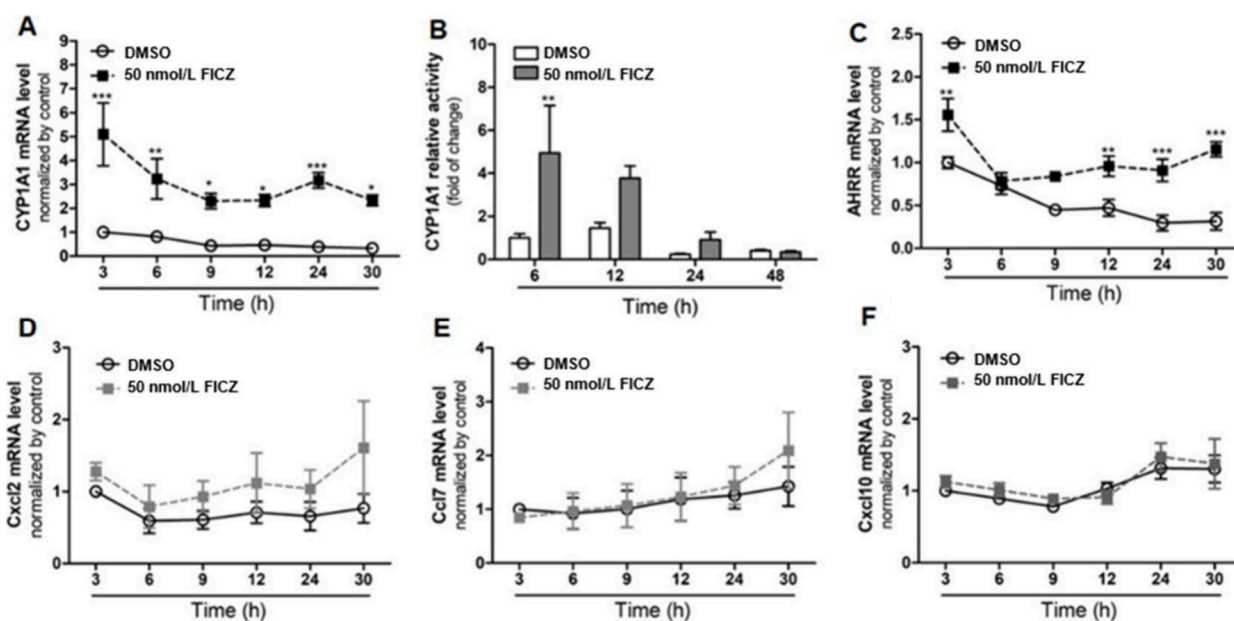 A
CYP1A1 mRNA level
normalized by control
9
8
7
6
5
4
3
2
1
0
DMSO
50 nmol/L FICZ
***
**
*
*
***
*
3 6 9 12 24 30
Time (h)
B
CYP1A1 relative activity
(fold of change)
10
8
6
4
2
0
DMSO
50 nmol/L FICZ
**
6 12 24 48
Time (h)
C
AHRR mRNA level
normalized by control
2.5
2.0
1.5
1.0
0.5
0.0
DMSO
50 nmol/L FICZ
**
**
***
***
3 6 9 12 24 30
Time (h)
D
Cxcl2 mRNA level
normalized by control
3
2
1
0
DMSO
50 nmol/L FICZ
3 6 9 12 24 30
Time (h)
E
Ccl7 mRNA level
normalized by control
4
3
2
1
0
DMSO
50 nmol/L FICZ
3 6 9 12 24 30
Time (h)
F
Cxcl10 mRNA level
normalized by control
3
2
1
0
DMSO
50 nmol/L FICZ
3 6 9 12 24 30
Time (h)